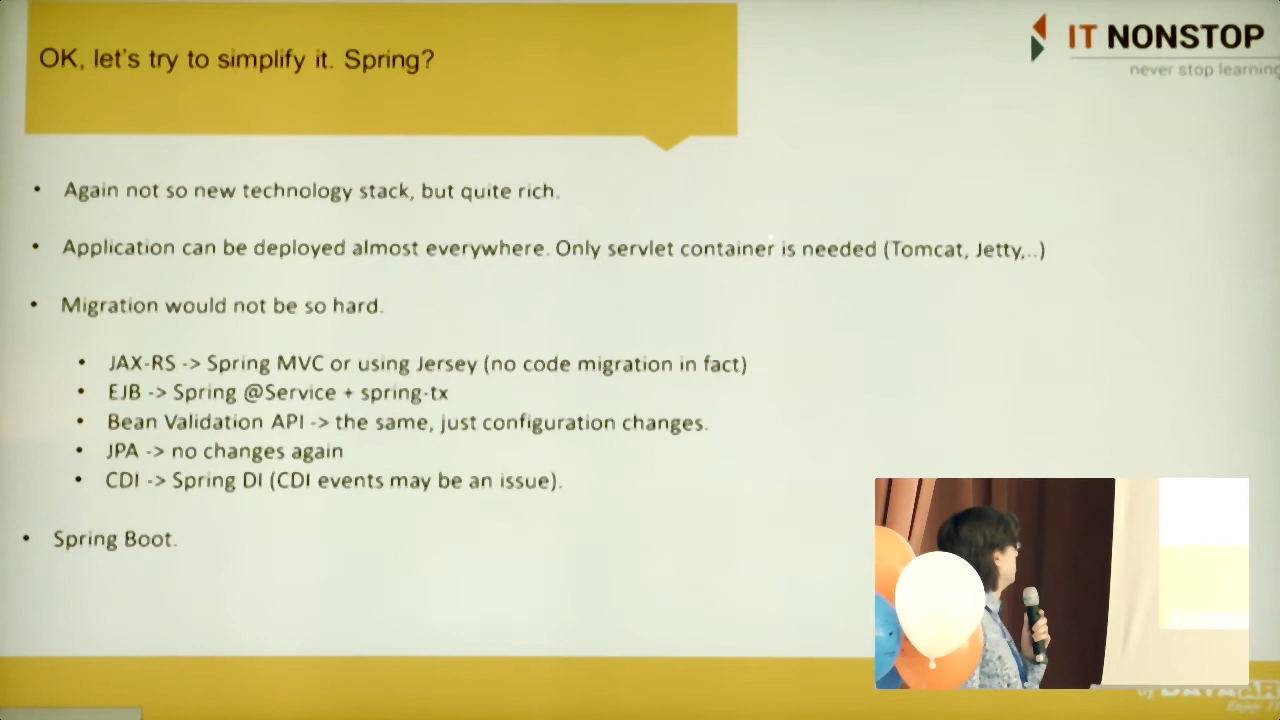 OK, let's try to simplify it. Spring?
IT NONSTOP
never stop learning
• Again not so new technology stack, but quite rich.
• Application can be deployed almost everywhere. Only servlet container is needed (Tomcat, Jetty,..)
• Migration would not be so hard.
• JAX-RS -> Spring MVC or using Jersey (no code migration in fact)
• EJB -> Spring @Service + spring-tx
• Bean Validation API -> the same, just configuration changes.
• JPA -> no changes again
• CDI -> Spring DI (CDI events may be an issue).
• Spring Boot.
by